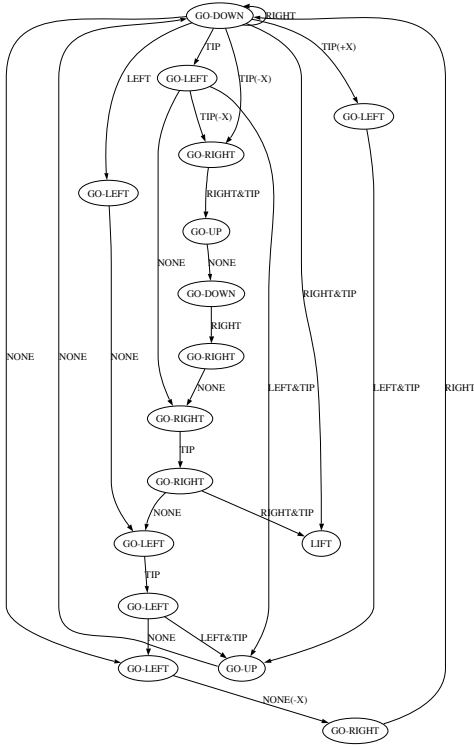 GO-DOWN
RIGHT
TIP
TIP(+X)
GO-LEFT
LEFT
TIP(-X)
GO-LEFT
TIP(-X)
GO-RIGHT
GO-LEFT
RIGHT&TIP
GO-UP
NONE
NONE
GO-DOWN
RIGHT&TIP
RIGHT
NONE
NONE
NONE
GO-RIGHT
LEFT&TIP
LEFT&TIP
RIGHT
NONE
GO-RIGHT
TIP
GO-RIGHT
NONE
RIGHT&TIP
GO-LEFT
LIFT
TIP
GO-LEFT
NONE
LEFT&TIP
GO-LEFT
GO-UP
NONE(-X)
GO-RIGHT